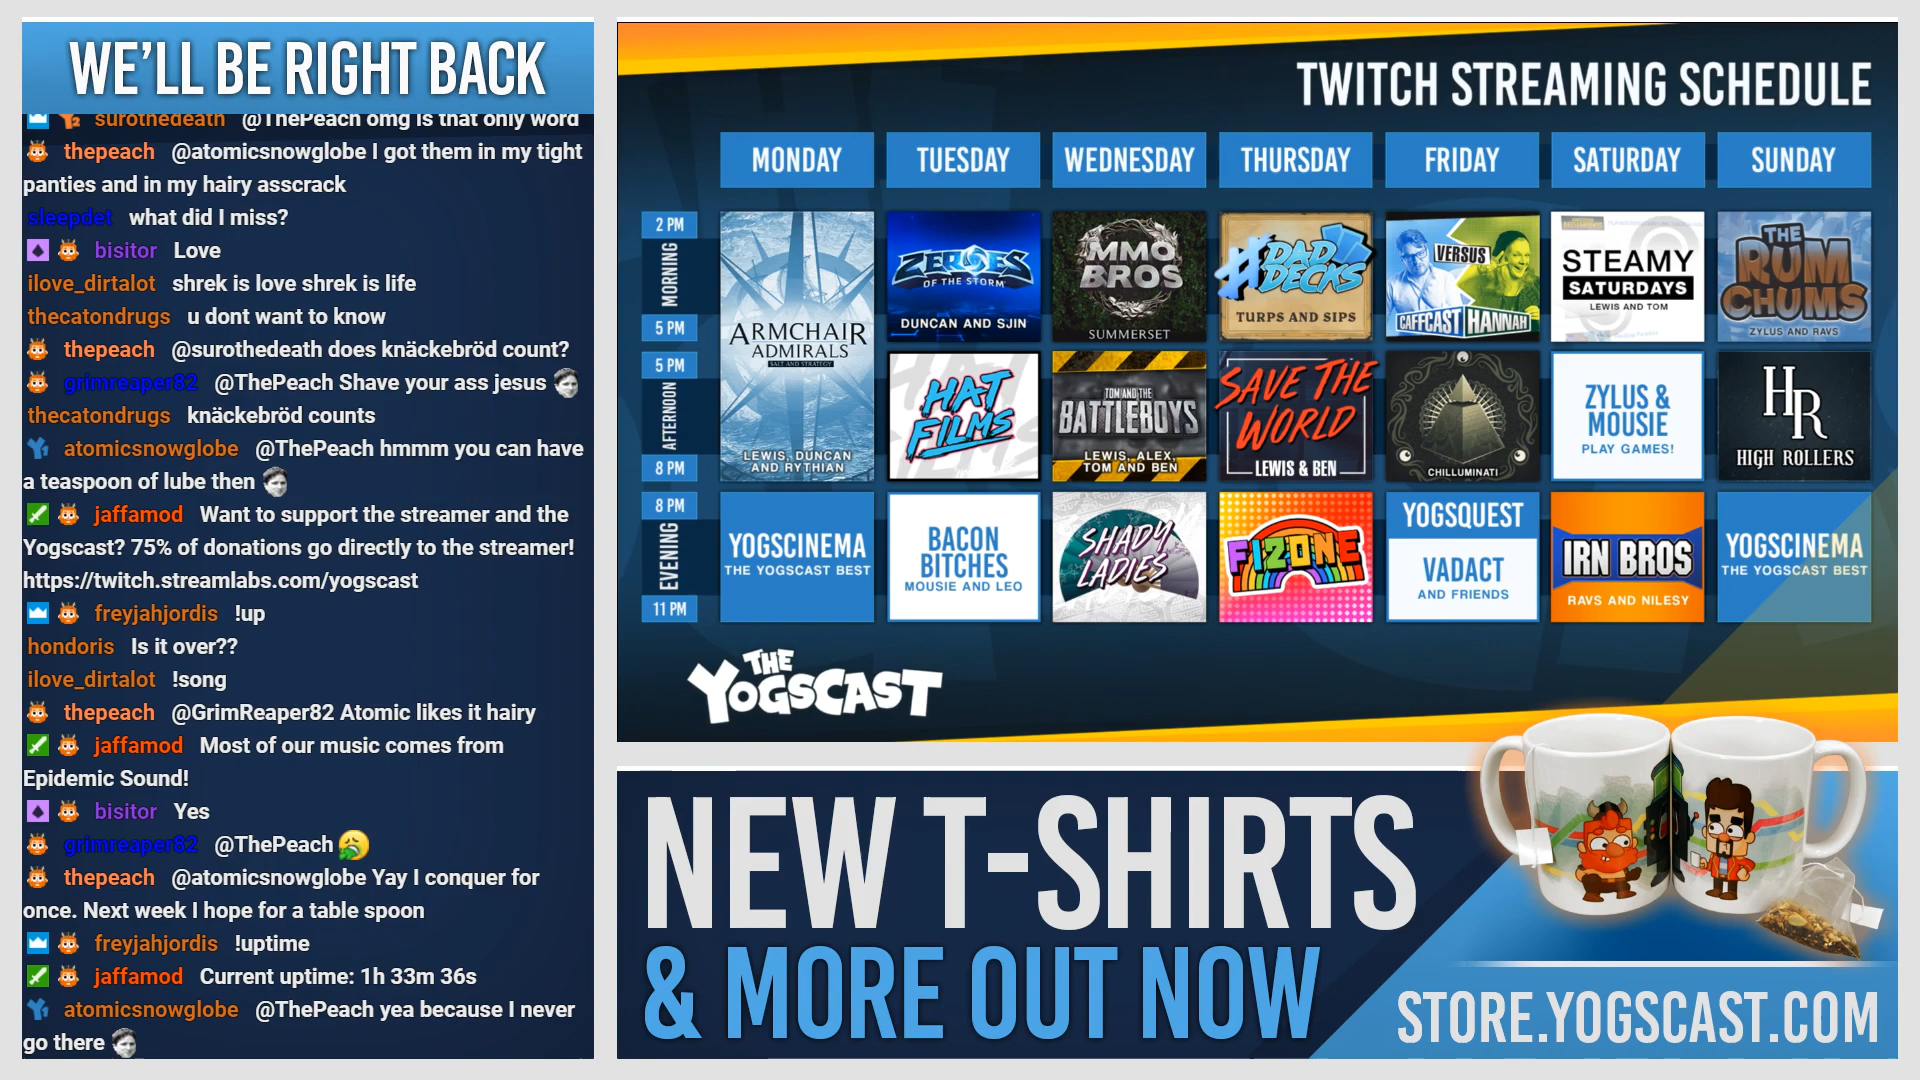 WE'LL BE RIGHT BACK
surothedeath @ThePeach omg is that only word
thepeach @atomicsnowglobe I got them in my tight
panties and in my hairy asscrack
sleepdet what did I miss?
bisitor Love
ilove_dirtalot shrek is love shrek is life
thecatondrugs u dont want to know
thepeach @surothedeath does knäckebröd count?
grimreaper82 @ThePeach Shave your ass jesus
thecatondrugs knäckebröd counts
atomicsnowglobe @ThePeach hmmm you can have
a teaspoon of lube then
jaffamod Want to support the streamer and the
Yogscast? 75% of donations go directly to the streamer!
https://twitch.streamlabs.com/yogscast
freyjahjordis !up
hondoris Is it over??
ilove_dirtalot !song
thepeach @GrimReaper82 Atomic likes it hairy
jaffamod Most of our music comes from
Epidemic Sound!
bisitor Yes
grimreaper82 @ThePeach
thepeach @atomicsnowglobe Yay I conquer for
once. Next week I hope for a table spoon
freyjahjordis !uptime
jaffamod Current uptime: 1h 33m 36s
atomicsnowglobe @ThePeach yea because I never
go there
TWITCH STREAMING SCHEDULE
MONDAY TUESDAY WEDNESDAY THURSDAY FRIDAY SATURDAY SUNDAY
2 PM
MORNING
5 PM
ARMCHAIR
ADMIRALS
SALT AND STRATEGY
LEWIS, DUNCAN
AND RYTHIAN
ZEROES
OF THE STORM
DUNCAN AND SJIN
MMO
BROS
SUMMERSET
#DAD
DECKS
TURPS AND SIPS
VERSUS
CAFFCAST HANNAH
STEAMY
SATURDAYS
LEWIS AND TOM
THE
RUM
CHUMS
ZYLUS AND RAVS
5 PM
AFTERNOON
8 PM
HAT
FILMS
TOM AND THE
BATTLEBOYS
LEWIS, ALEX,
TOM AND BEN
SAVE THE
WORLD
LEWIS & BEN
CHILLUMINATI
ZYLUS &
MOUSIE
PLAY GAMES!
HR
HIGH ROLLERS
8 PM
EVENING
11 PM
YOGSCINEMA
THE YOGSCAST BEST
BACON
BITCHES
MOUSIE AND LEO
SHADY
LADIES
FIZONE
YOGSQUEST
VADACT
AND FRIENDS
IRN BROS
RAVS AND NILESY
YOGSCINEMA
THE YOGSCAST BEST
THE
YOGSCAST
NEW T-SHIRTS
& MORE OUT NOW
STORE.YOGSCAST.COM